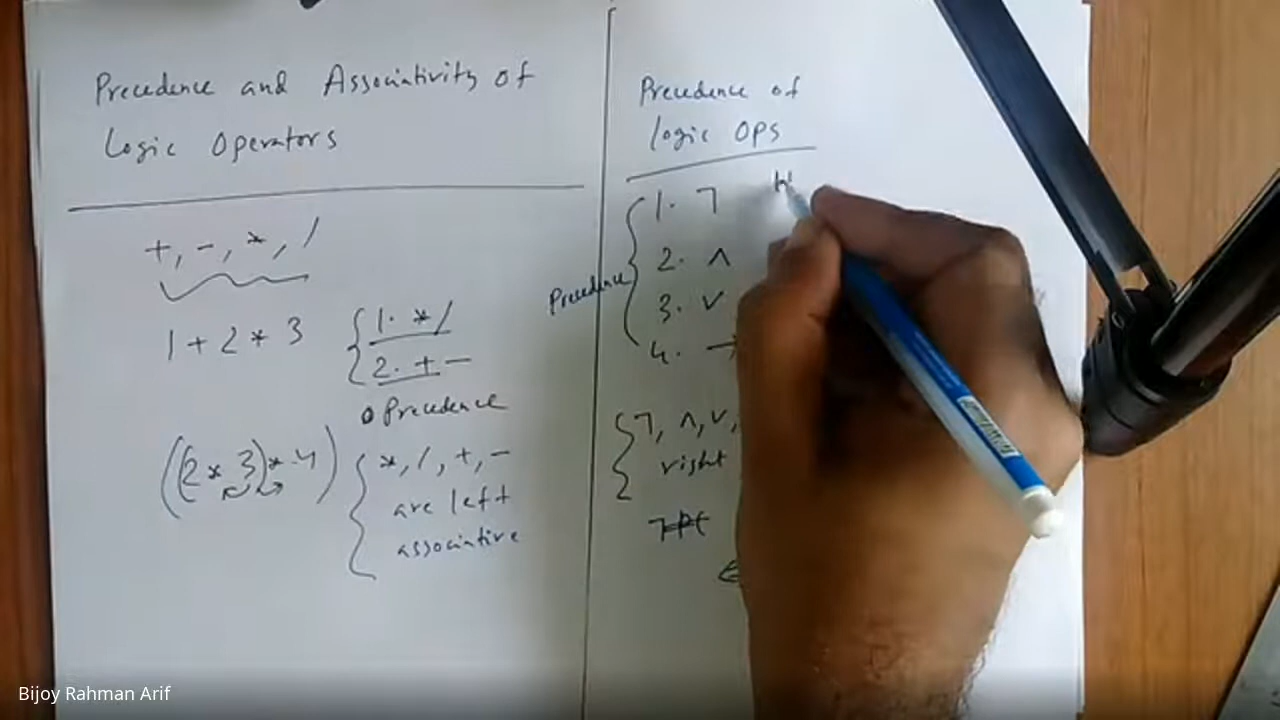 Precedence and Associativity of
Logic Operators
+, -, *, /
1 + 2 * 3
1. * /
2. + -
Precedence
((2 * 3) * 4)
*, /, +, -
are left
associative
Precedence of
logic Ops
1. ¬
2. ∧
3. ∨
4. →
Precedence
¬, ∧, ∨,
right
Bijoy Rahman Arif